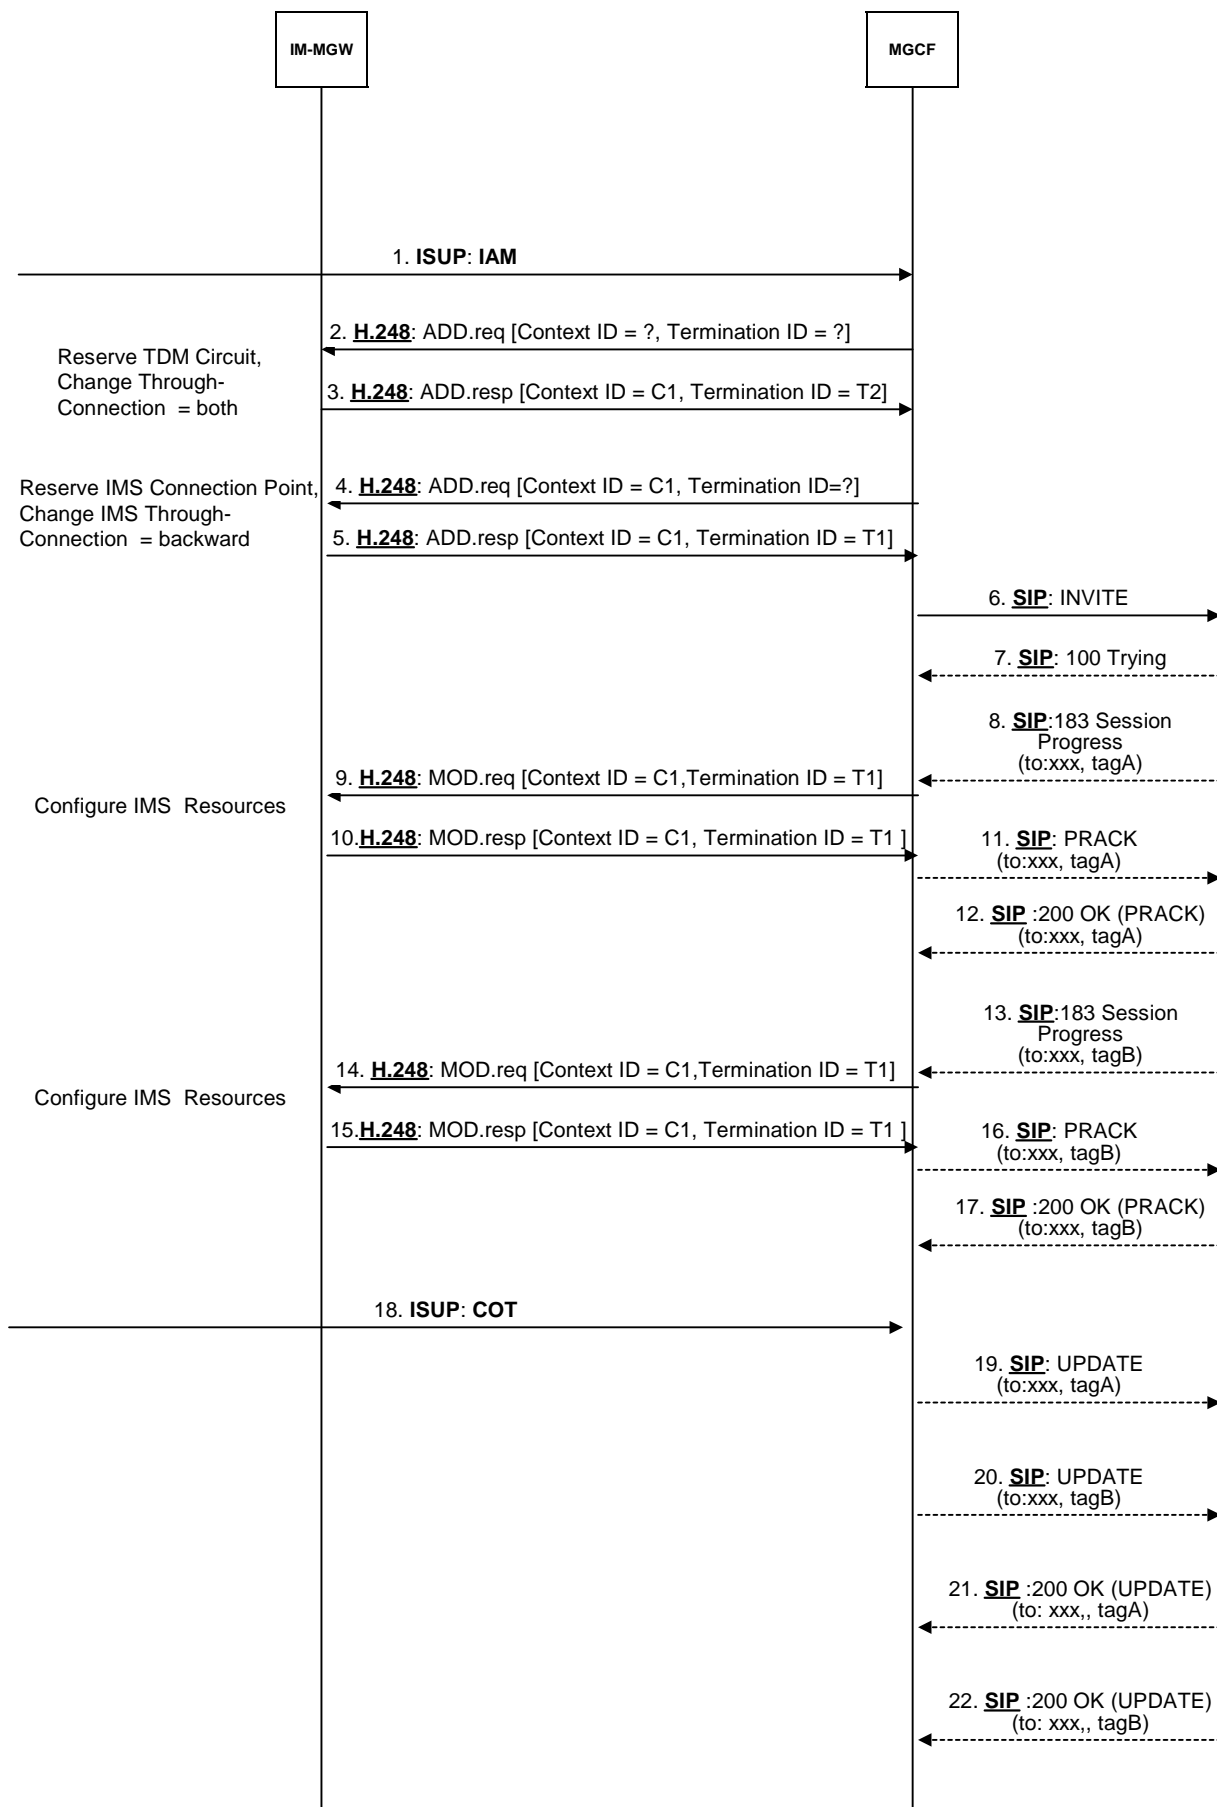 IM-MGW
MGCF
1. ISUP: IAM
2. H.248: ADD.req [Context ID = ?, Termination ID = ?]
Reserve TDM Circuit,
Change Through-
Connection = both
3. H.248: ADD.resp [Context ID = C1, Termination ID = T2]
Reserve IMS Connection Point,
Change IMS Through-
Connection = backward
4. H.248: ADD.req [Context ID = C1, Termination ID=?]
5. H.248: ADD.resp [Context ID = C1, Termination ID = T1]
6. SIP: INVITE
7. SIP: 100 Trying
8. SIP:183 Session
Progress
(to:xxx, tagA)
9. H.248: MOD.req [Context ID = C1,Termination ID = T1]
Configure IMS Resources
10.H.248: MOD.resp [Context ID = C1, Termination ID = T1 ]
11. SIP: PRACK
(to:xxx, tagA)
12. SIP :200 OK (PRACK)
(to:xxx, tagA)
13. SIP:183 Session
Progress
(to:xxx, tagB)
14. H.248: MOD.req [Context ID = C1,Termination ID = T1]
Configure IMS Resources
15.H.248: MOD.resp [Context ID = C1, Termination ID = T1 ]
16. SIP: PRACK
(to:xxx, tagB)
17. SIP :200 OK (PRACK)
(to:xxx, tagB)
18. ISUP: COT
19. SIP: UPDATE
(to:xxx, tagA)
20. SIP: UPDATE
(to:xxx, tagB)
21. SIP :200 OK (UPDATE)
(to: xxx,, tagA)
22. SIP :200 OK (UPDATE)
(to: xxx,, tagB)